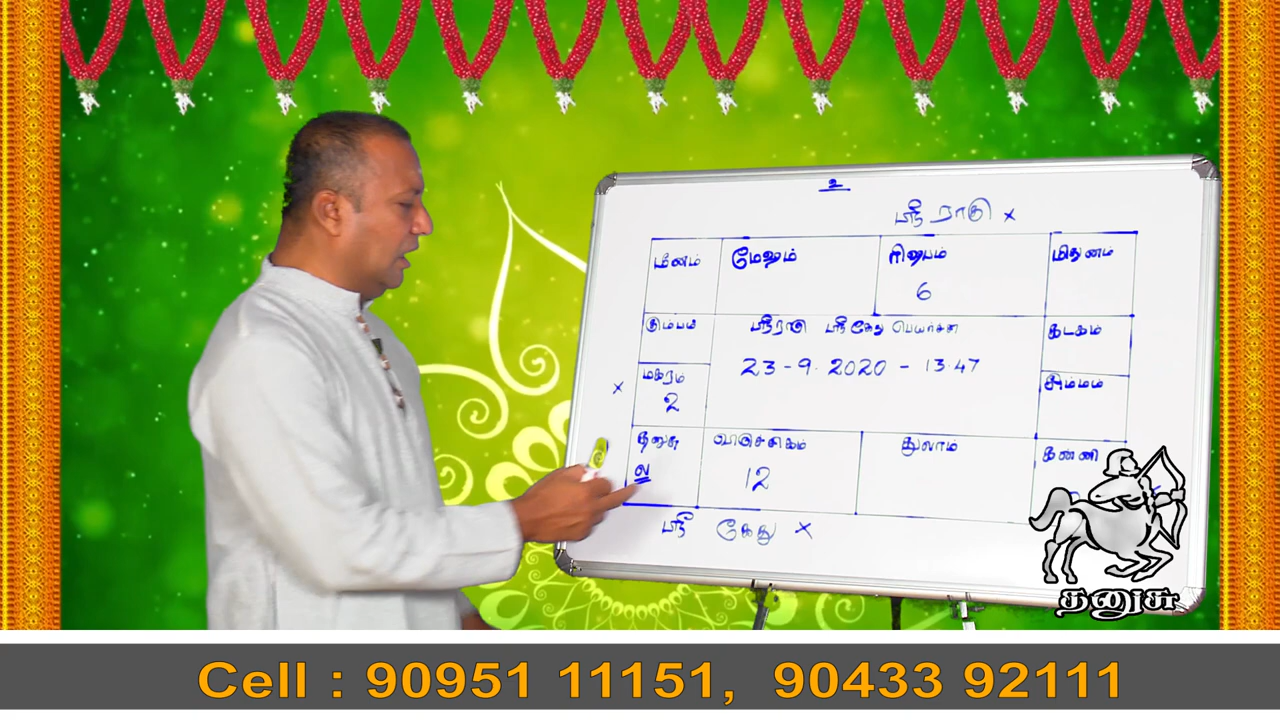 உ
ஸ்ரீ ராகு x
மீனம் மேஷம் ரிஷபம் மிதுனம்
6
கும்பம் ஸ்ரீராகு ஸ்ரீகேது பெயர்ச்சி கடகம்
23-9-2020 - 13.47
x மகரம் சிம்மம்
2
தனுசு விருச்சிகம் துலாம் கன்னி
ல 12
ஸ்ரீ கேது x
தனுசு
Cell : 90951 11151, 90433 92111